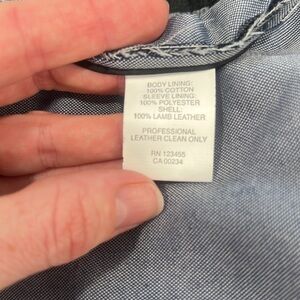 BODY LINING:
100% COTTON
SLEEVE LINING:
100% POLYESTER
SHELL:
100% LAMB LEATHER
PROFESSIONAL
LEATHER CLEAN ONLY
RN 123455
CA 00234